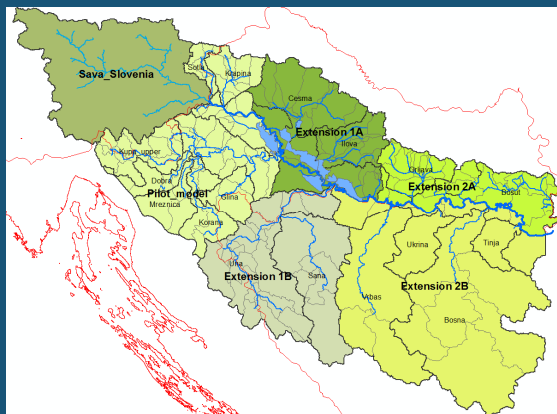 Sava_Slovenia
Sotla
Krapina
Cesma
Extension 1A
Ilova
Kupa_upper
Dobra
Pilot_model
Mreznica
Glina
Korana
Orljava
Extension 2A
Bosut
Una
Extension 1B
Sana
Ukrina
Tinja
Extension 2B
Vrbas
Bosna